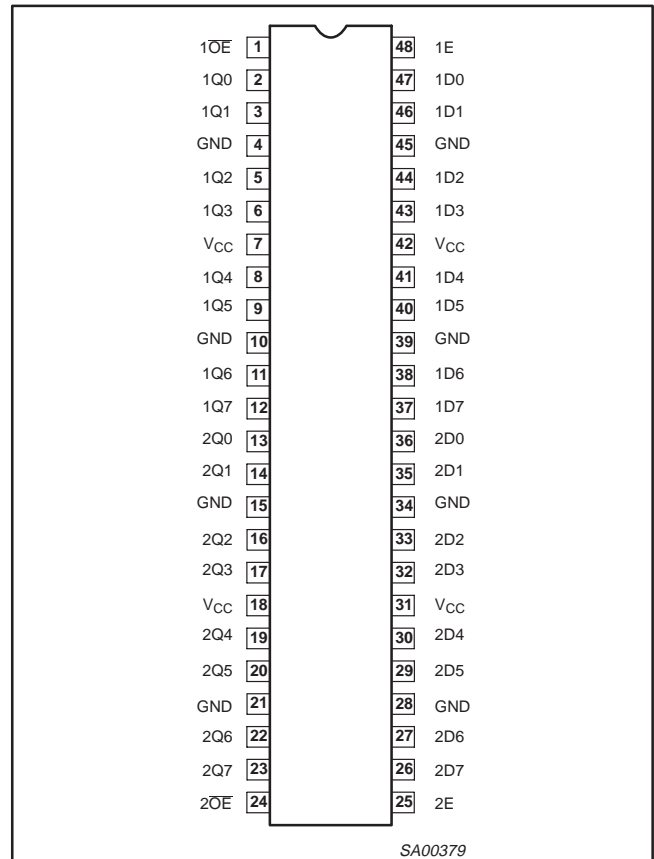 1O̅E̅ 1 48 1E
1Q0 2 47 1D0
1Q1 3 46 1D1
GND 4 45 GND
1Q2 5 44 1D2
1Q3 6 43 1D3
VCC 7 42 VCC
1Q4 8 41 1D4
1Q5 9 40 1D5
GND 10 39 GND
1Q6 11 38 1D6
1Q7 12 37 1D7
2Q0 13 36 2D0
2Q1 14 35 2D1
GND 15 34 GND
2Q2 16 33 2D2
2Q3 17 32 2D3
VCC 18 31 VCC
2Q4 19 30 2D4
2Q5 20 29 2D5
GND 21 28 GND
2Q6 22 27 2D6
2Q7 23 26 2D7
2O̅E̅ 24 25 2E
SA00379